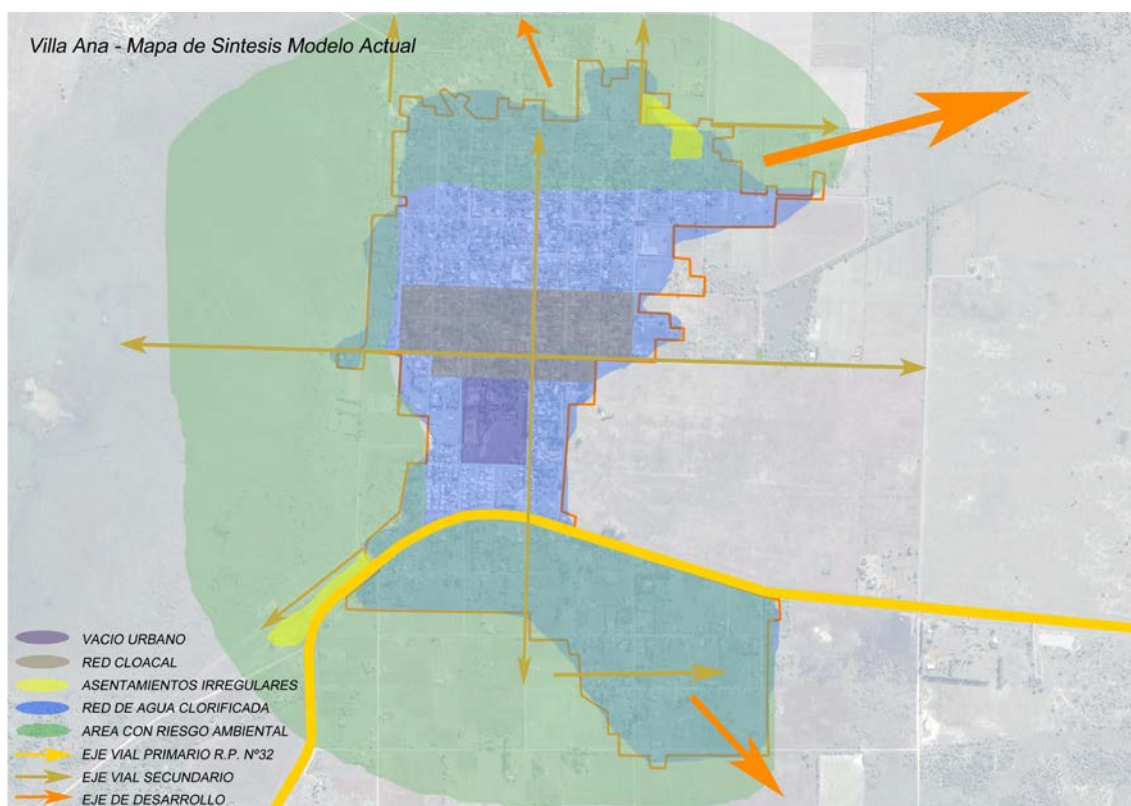 Villa Ana - Mapa de Sintesis Modelo Actual
VACIO URBANO
RED CLOACAL
ASENTAMIENTOS IRREGULARES
RED DE AGUA CLORIFICADA
AREA CON RIESGO AMBIENTAL
EJE VIAL PRIMARIO R.P. Nº32
EJE VIAL SECUNDARIO
EJE DE DESARROLLO